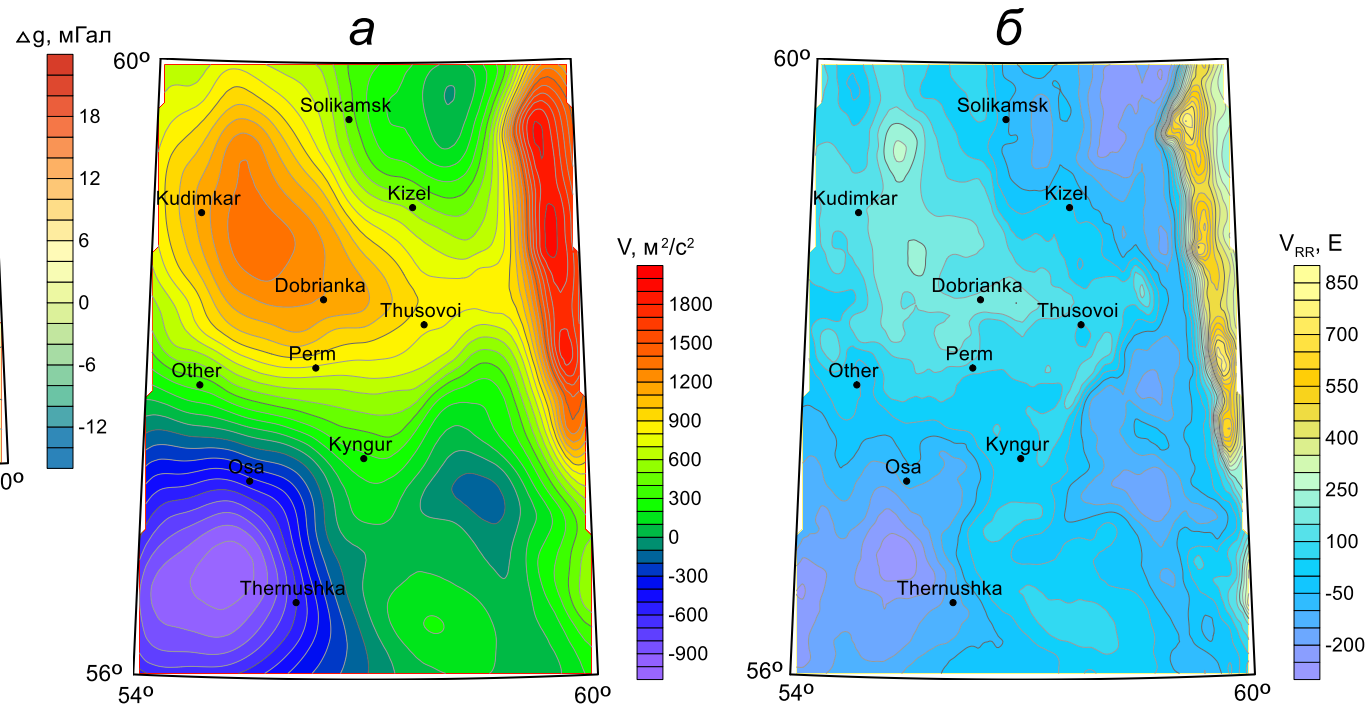 Δg, мГал
18
12
6
0
-6
-12
0º
а
60º
Solikamsk
Kizel
Kudimkar
Dobrianka
Thusovoi
Perm
Other
Kyngur
Osa
Thernushka
56º
54º
60º
V, м²/с²
1800
1500
1200
900
600
300
0
-300
-600
-900
б
60º
Solikamsk
Kizel
Kudimkar
Dobrianka
Thusovoi
Perm
Other
Kyngur
Osa
Thernushka
56º
54º
60º
V_RR, E
850
700
550
400
250
100
-50
-200